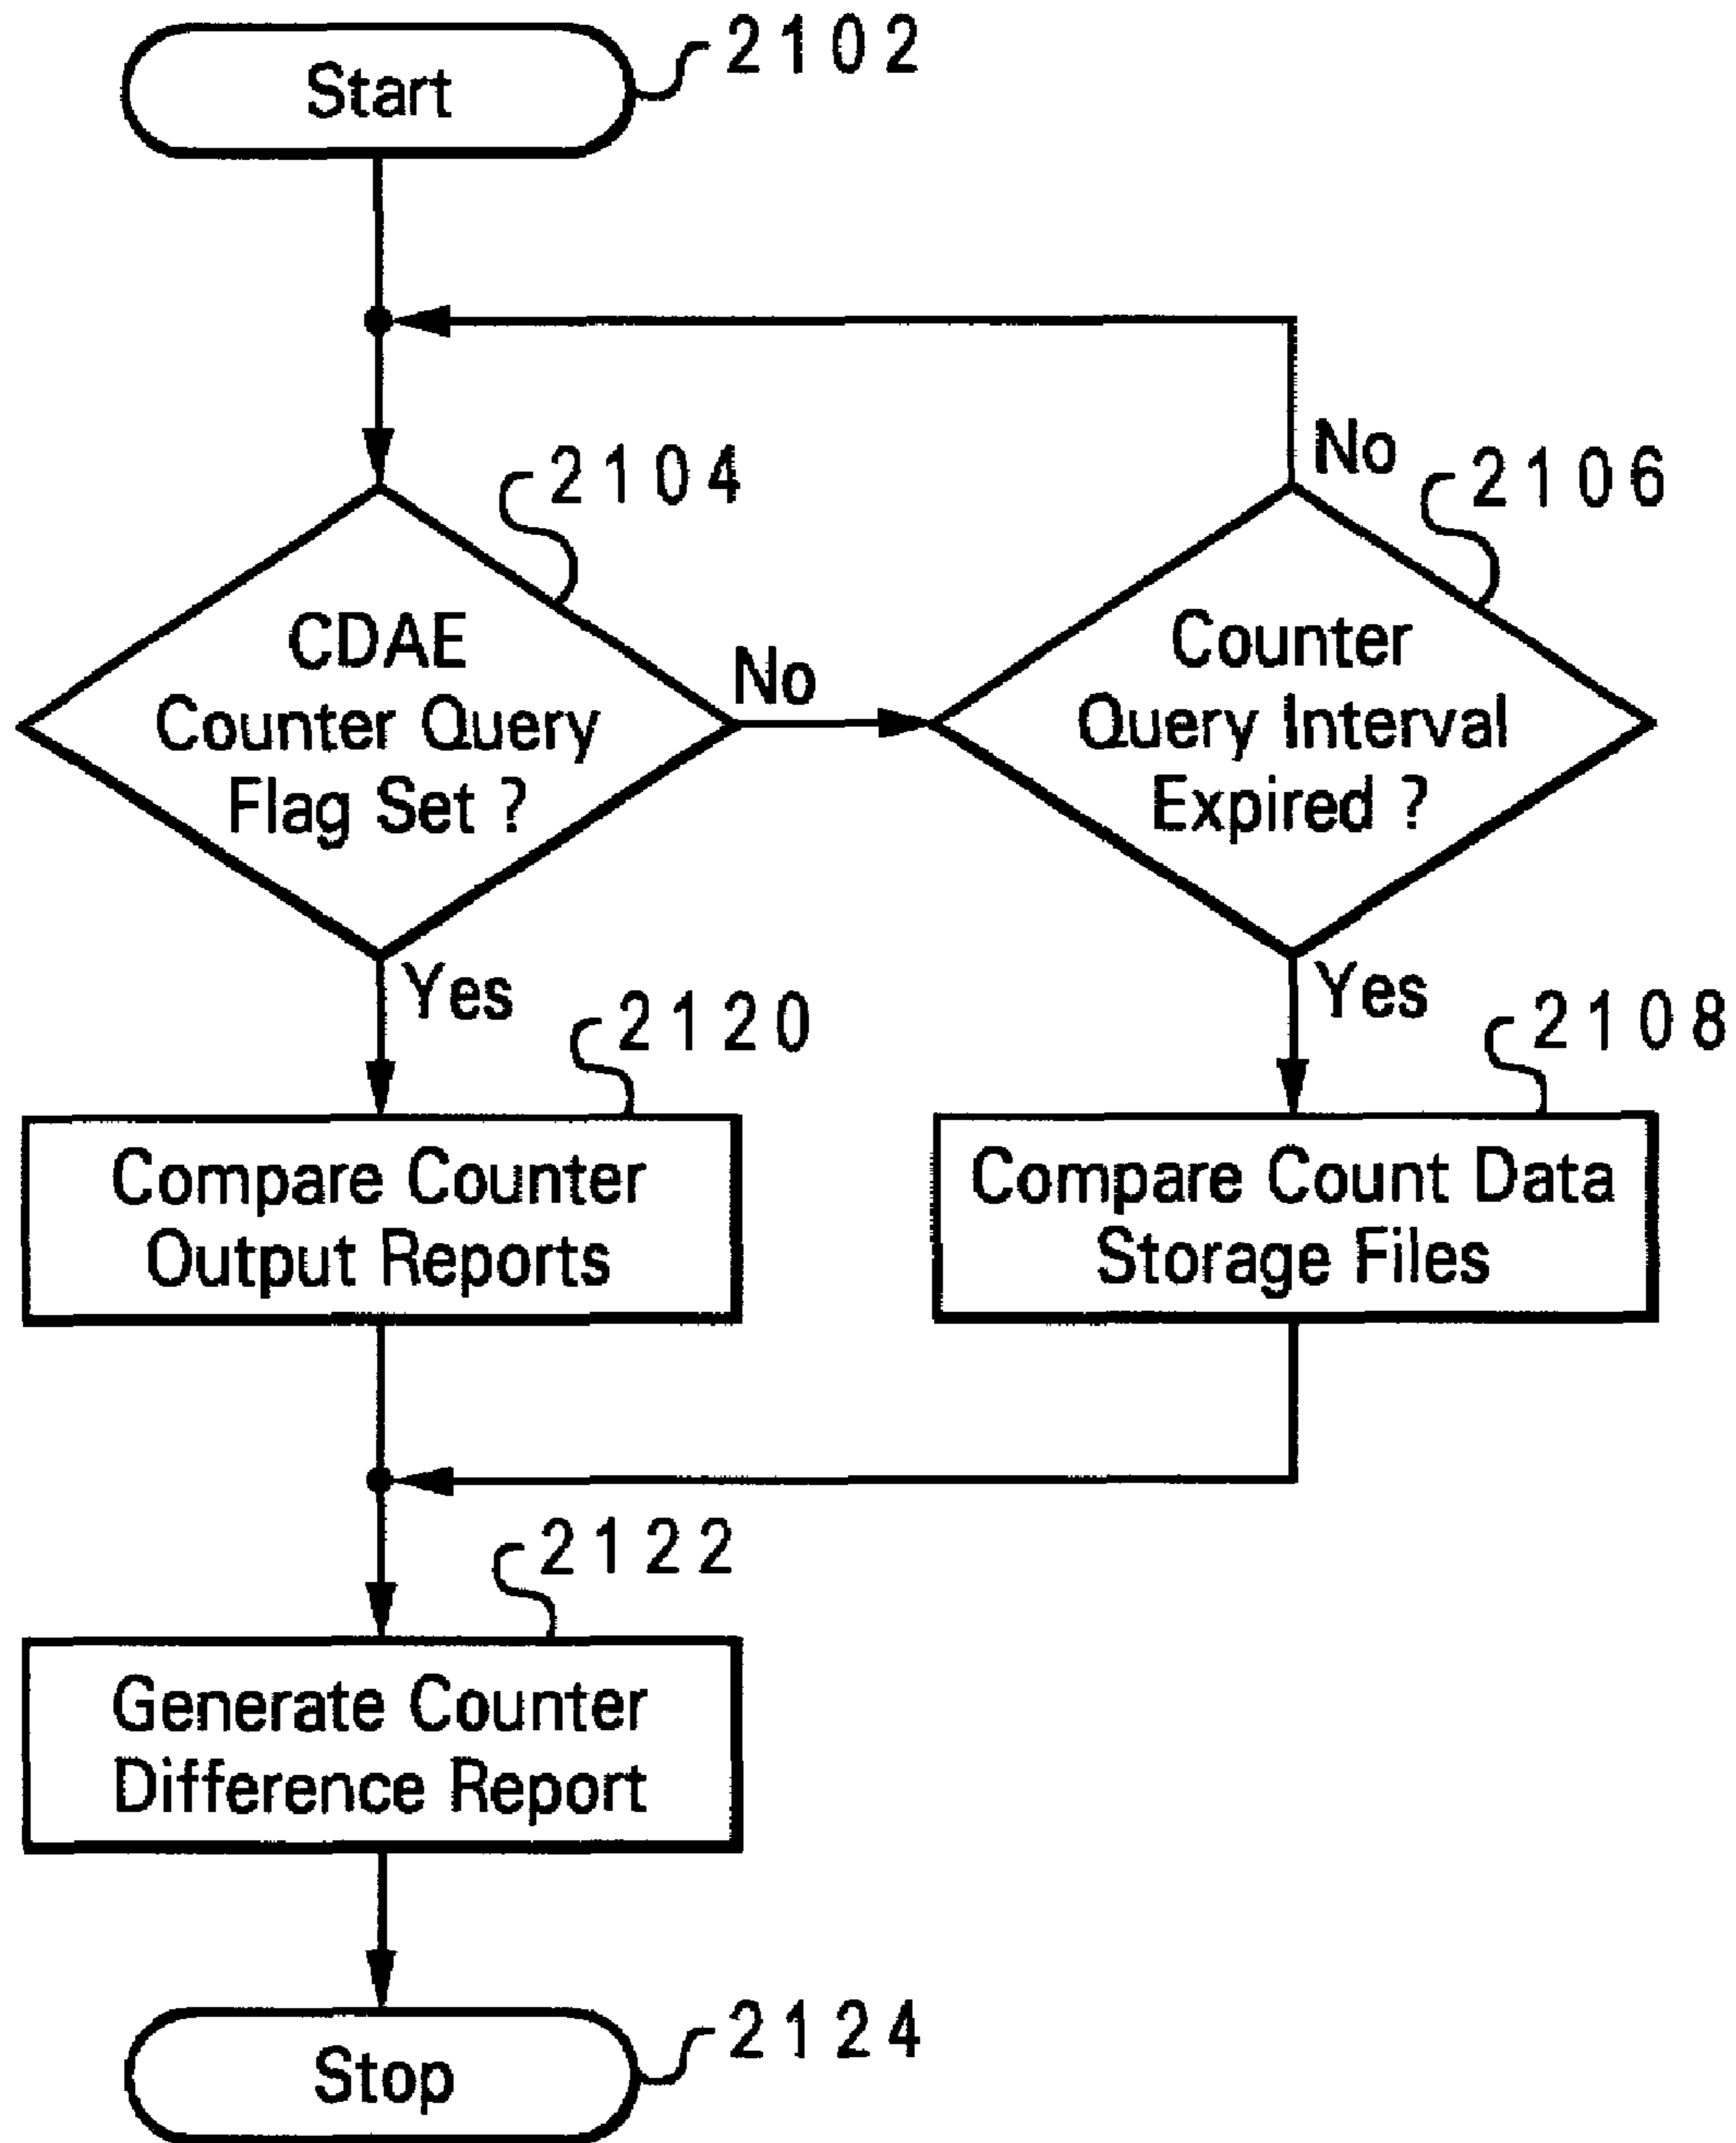 Start
2102
No
2104
2106
CDAE
Counter Query
Flag Set ?
No
Counter
Query Interval
Expired ?
Yes
Yes
2120
2108
Compare Counter
Output Reports
Compare Count Data
Storage Files
2122
Generate Counter
Difference Report
Stop
2124